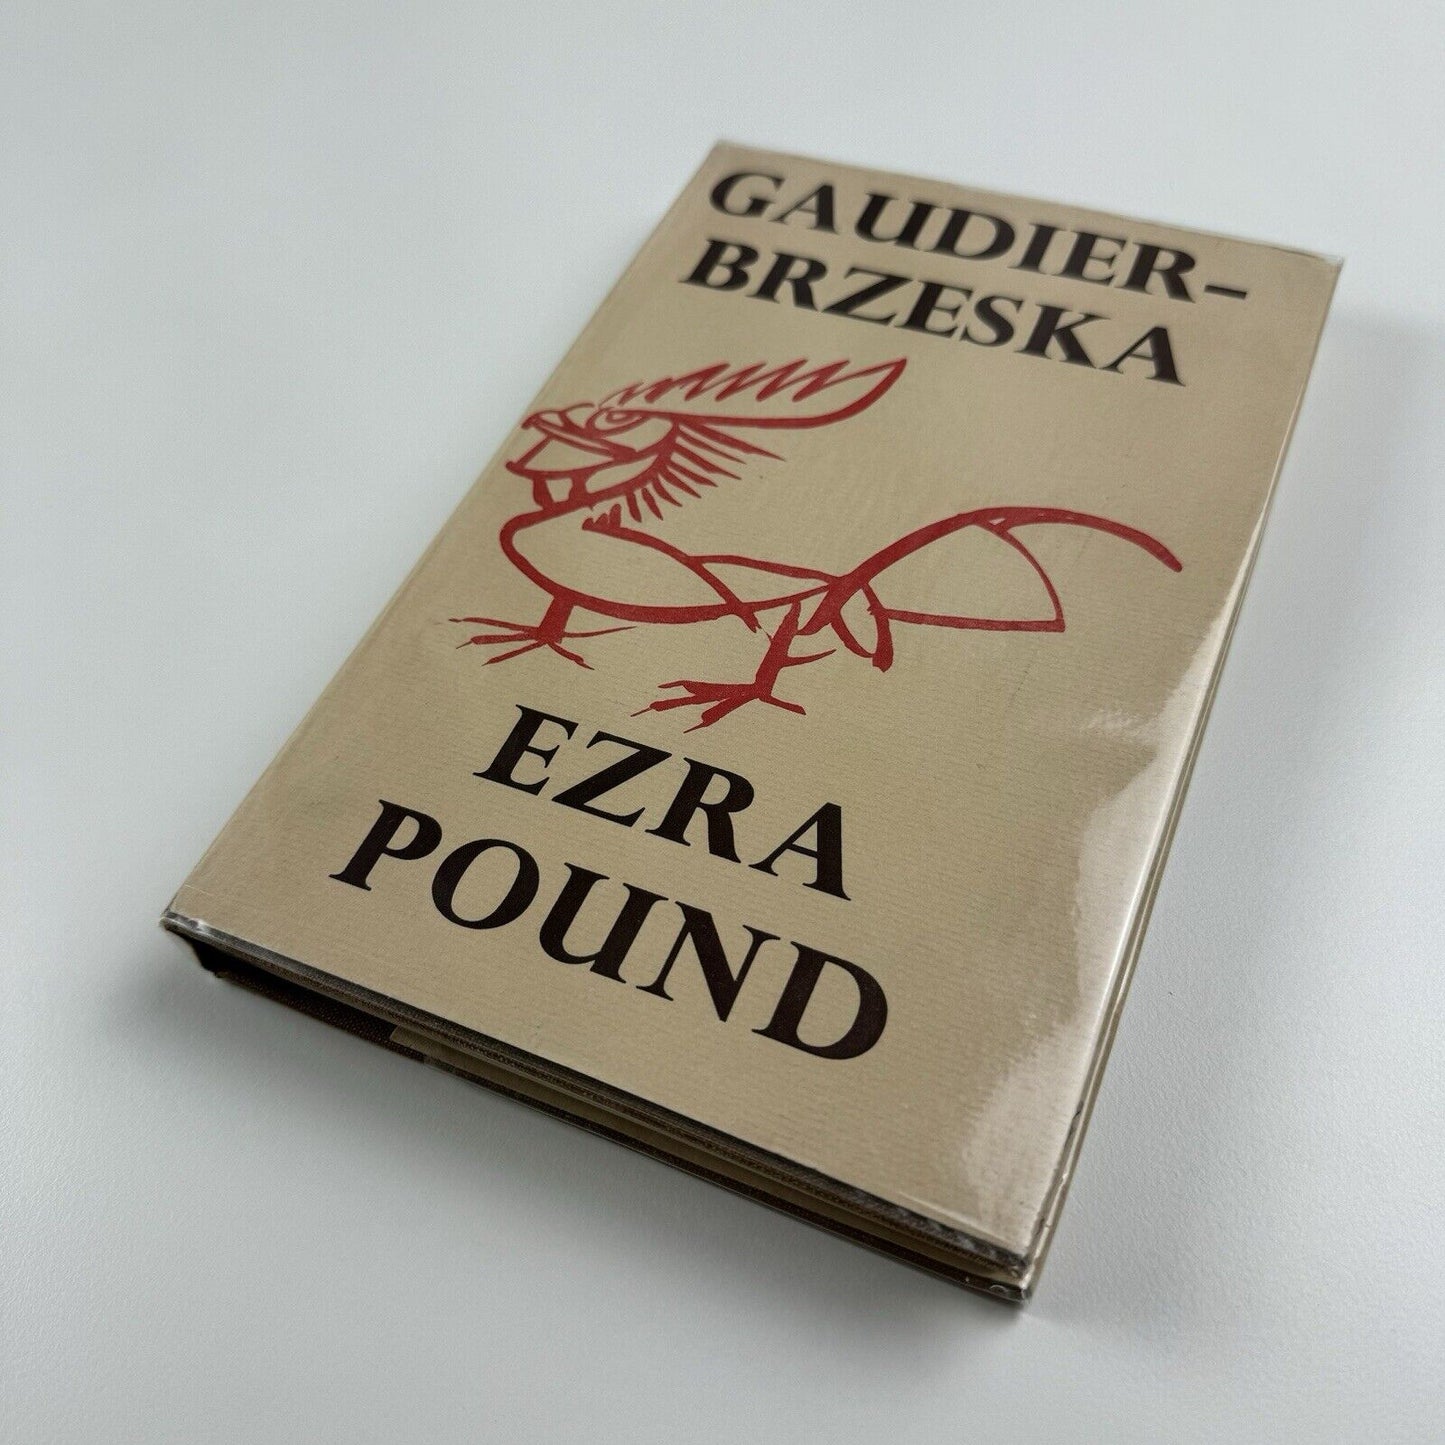 GAUDIER-
BRZESKA
EZRA
POUND